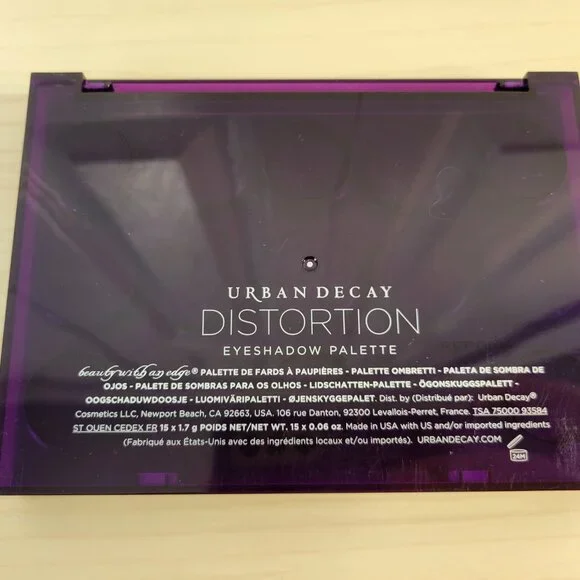 URBAN DECAY
DISTORTION
EYESHADOW PALETTE
beauty with an edge® PALETTE DE FARDS À PAUPIÈRES - PALETTE OMBRETTI - PALETA DE SOMBRA DE
OJOS - PALETE DE SOMBRAS PARA OS OLHOS - LIDSCHATTEN-PALETTE - ÖGONSKUGGSPALETT -
OOGSCHADUWDOOSJE - LUOMIVÄRIPALETTI - ØJENSKYGGEPALET. Dist. by (Distribué par): Urban Decay®
Cosmetics LLC, Newport Beach, CA 92663, USA. 106 rue Danton, 92300 Levallois-Perret, France. TSA 75000 93584
ST OUEN CEDEX FR 15 x 1.7 g POIDS NET/NET WT. 15 x 0.06 oz. Made in USA with US and/or imported ingredients
(Fabriqué aux États-Unis avec des ingrédients locaux et/ou importés). URBANDECAY.COM
24M